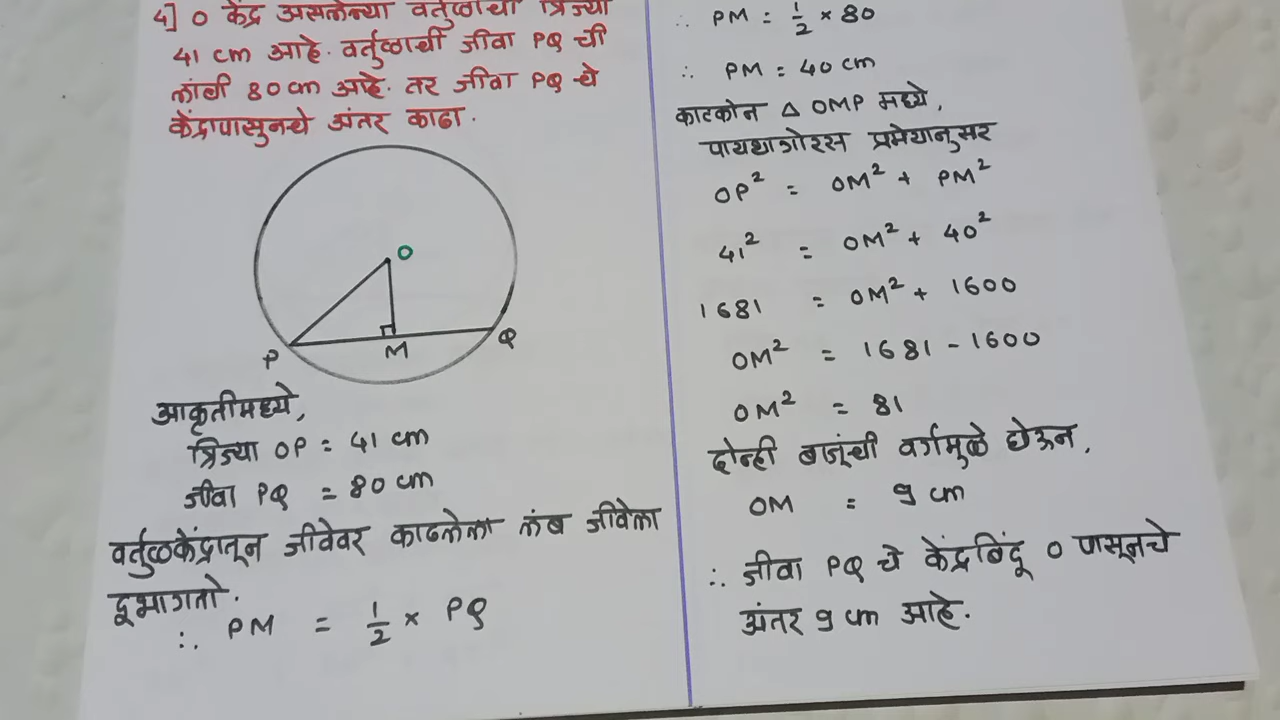 4] O केंद्र असलेल्या वर्तुळाची त्रिज्या
41 cm आहे. वर्तुळाची जीवा PQ ची
लांबी 80 cm आहे. तर जीवा PQ चे
केंद्रापासुनचे अंतर काढा.
O
P
M
Q
आकृतीमध्ये,
त्रिज्या OP = 41 cm
जीवा PQ = 80 cm
वर्तुळकेंद्रातून जीवेवर काढलेला लंब जीवेला
दूभागतो.
∴ PM = 1/2 × PQ
∴ PM = 1/2 × 80
∴ PM = 40 cm
काटकोन △ OMP मध्ये,
पायथागोरस प्रमेयानुसर
OP² = OM² + PM²
41² = OM² + 40²
1681 = OM² + 1600
OM² = 1681 - 1600
OM² = 81
दोन्ही बाजूंची वर्गमुळे घेऊन,
OM = 9 cm
∴ जीवा PQ चे केंद्रबिंदू O पासूनचे
अंतर 9 cm आहे.